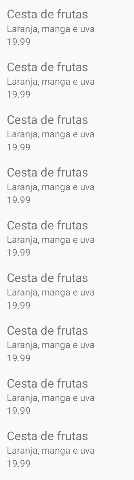 Cesta de frutas
Laranja, manga e uva
19.99
Cesta de frutas
Laranja, manga e uva
19.99
Cesta de frutas
Laranja, manga e uva
19.99
Cesta de frutas
Laranja, manga e uva
19.99
Cesta de frutas
Laranja, manga e uva
19.99
Cesta de frutas
Laranja, manga e uva
19.99
Cesta de frutas
Laranja, manga e uva
19.99
Cesta de frutas
Laranja, manga e uva
19.99
Cesta de frutas
Laranja, manga e uva
19.99